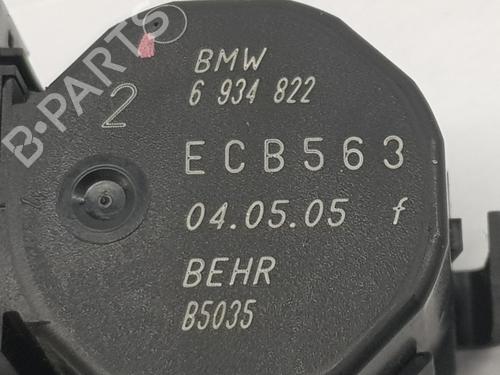 B-PARTS
BMW
6 934 822
2
ECB563
04.05.05 f
BEHR
B5035